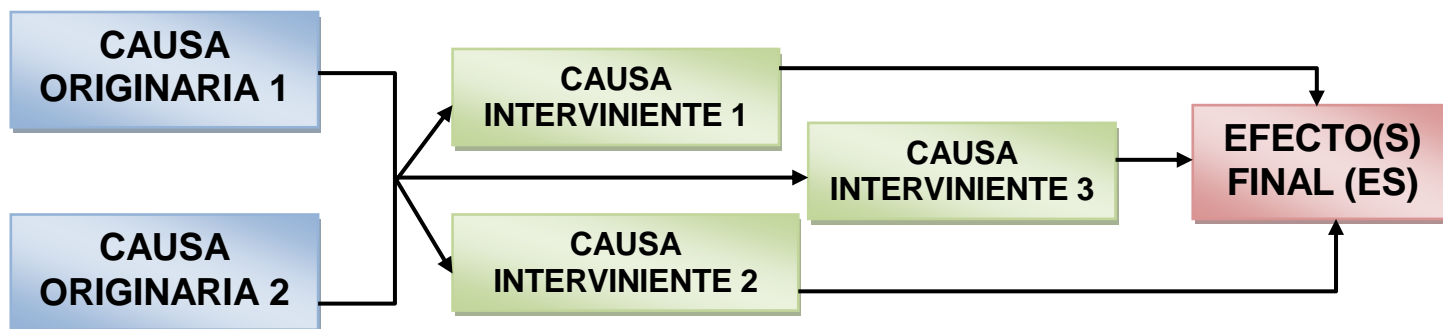 CAUSA
ORIGINARIA 1
CAUSA
INTERVINIENTE 1
CAUSA
INTERVINIENTE 3
EFECTO(S)
FINAL (ES)
CAUSA
ORIGINARIA 2
CAUSA
INTERVINIENTE 2